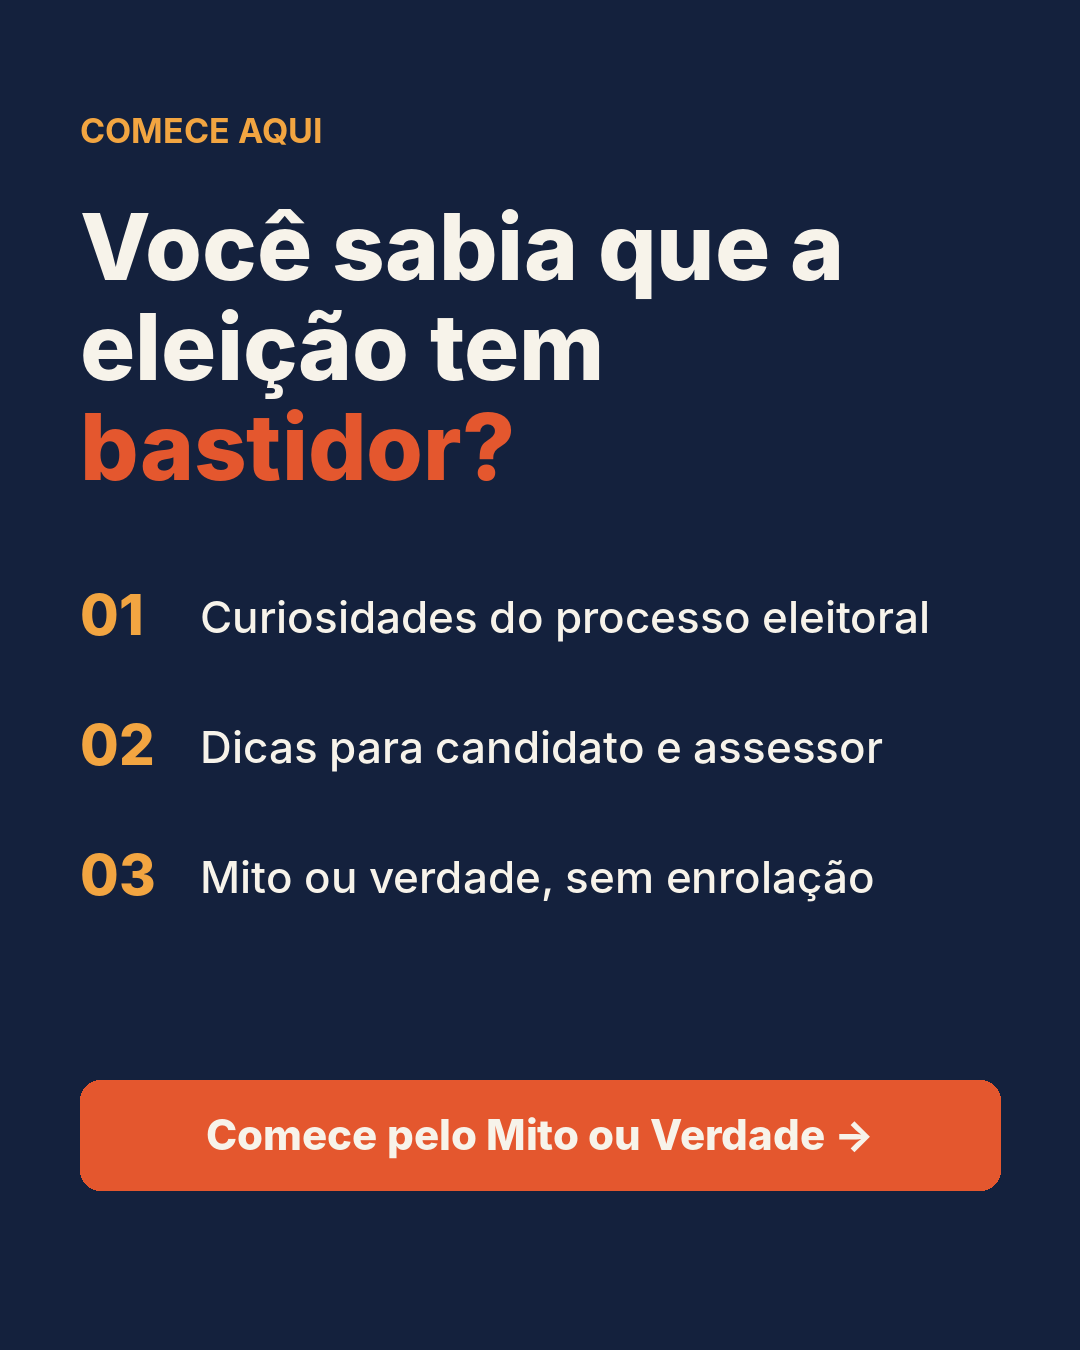 COMECE AQUI
Você sabia que a
eleição tem
bastidor?
01 Curiosidades do processo eleitoral
02 Dicas para candidato e assessor
03 Mito ou verdade, sem enrolação
Comece pelo Mito ou Verdade →